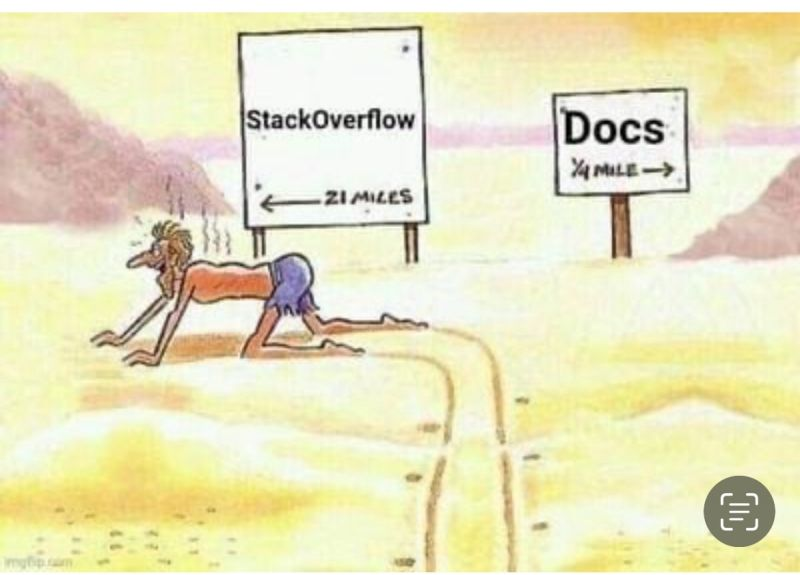 StackOverflow
← 21 MILES
Docs
1/4 MILE →
imgflip.com